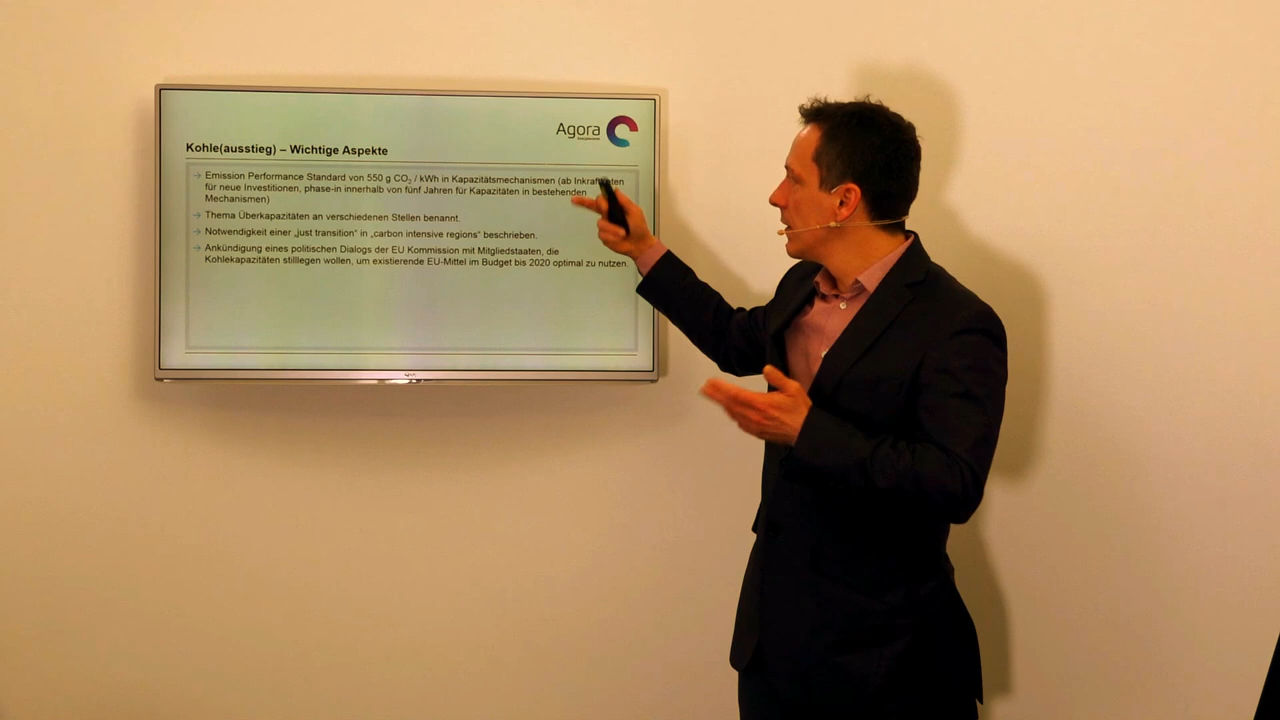 Agora
Kohle(ausstieg) – Wichtige Aspekte
→ Emission Performance Standard von 550 g CO₂ / kWh in Kapazitätsmechanismen (ab
für neue Investitionen, phase-in innerhalb von fünf Jahren für Kapazitäten in bestehenden
Mechanismen)
→ Thema Überkapazitäten an verschiedenen Stellen benannt.
→ Notwendigkeit einer „just transition“ in „carbon intensive regions“ beschrieben.
→ Ankündigung eines politischen Dialogs der EU Kommission mit Mitgliedstaaten, die
Kohlekapazitäten stilllegen wollen, um existierende EU-Mittel im Budget bis 2020 optimal zu nutzen.